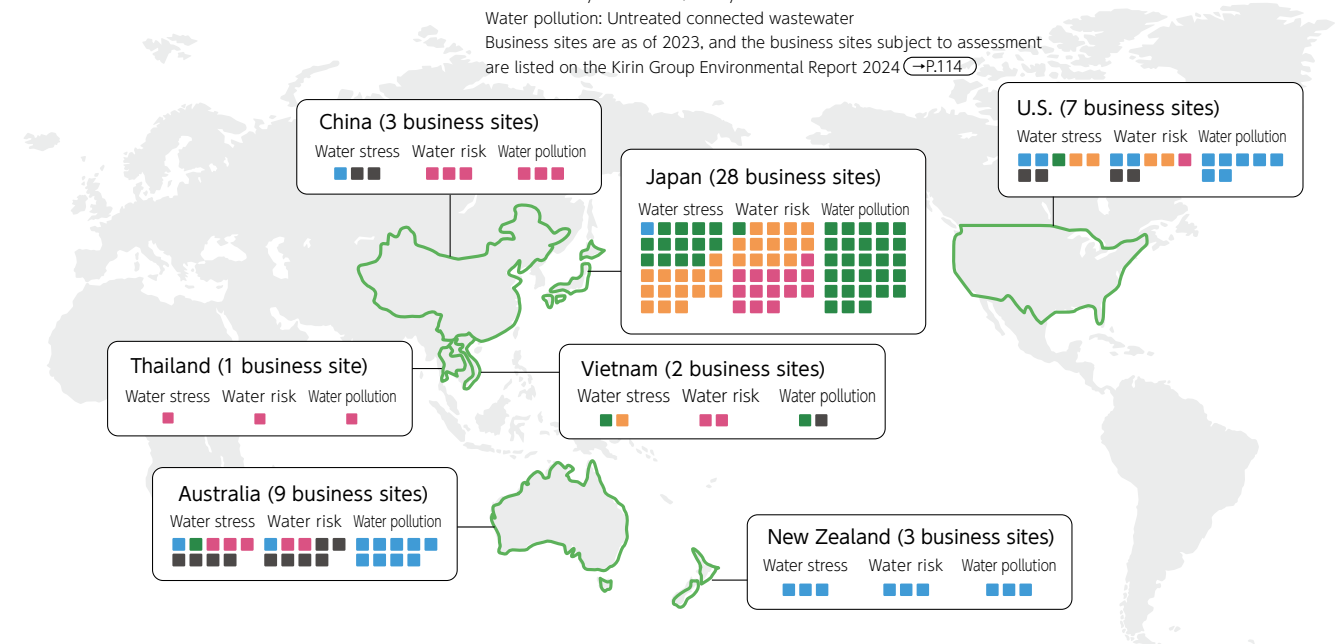 Water pollution: Untreated connected wastewater
Business sites are as of 2023, and the business sites subject to assessment
are listed on the Kirin Group Environmental Report 2024 →P.114
China (3 business sites)
Water stress Water risk Water pollution
U.S. (7 business sites)
Water stress Water risk Water pollution
Japan (28 business sites)
Water stress Water risk Water pollution
Thailand (1 business site)
Water stress Water risk Water pollution
Vietnam (2 business sites)
Water stress Water risk Water pollution
Australia (9 business sites)
Water stress Water risk Water pollution
New Zealand (3 business sites)
Water stress Water risk Water pollution